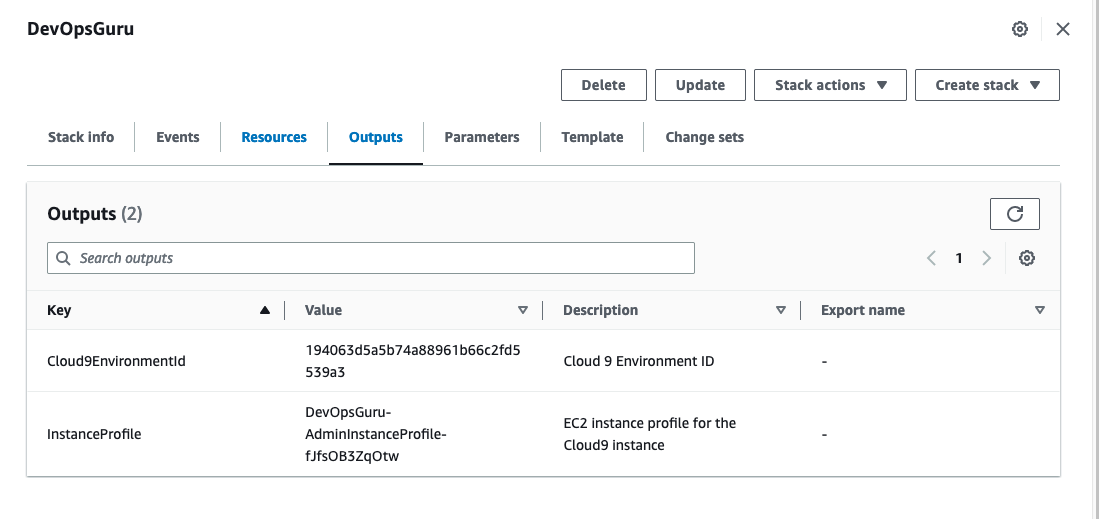 DevOpsGuru
Delete
Update
Stack actions
Create stack
Stack info
Events
Resources
Outputs
Parameters
Template
Change sets
Outputs (2)
Search outputs
1
Key
Value
Description
Export name
Cloud9EnvironmentId
194063d5a5b74a88961b66c2fd5
539a3
Cloud 9 Environment ID
-
InstanceProfile
DevOpsGuru-
AdminInstanceProfile-
fJfsOB3ZqOtw
EC2 instance profile for the
Cloud9 instance
-